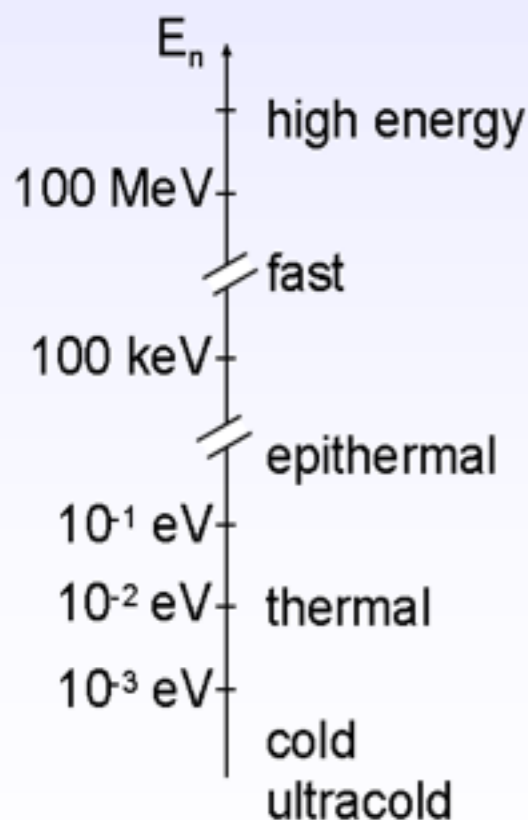 Eₙ
high energy
100 MeV
fast
100 keV
epithermal
10⁻¹ eV
10⁻² eV thermal
10⁻³ eV
cold
ultracold